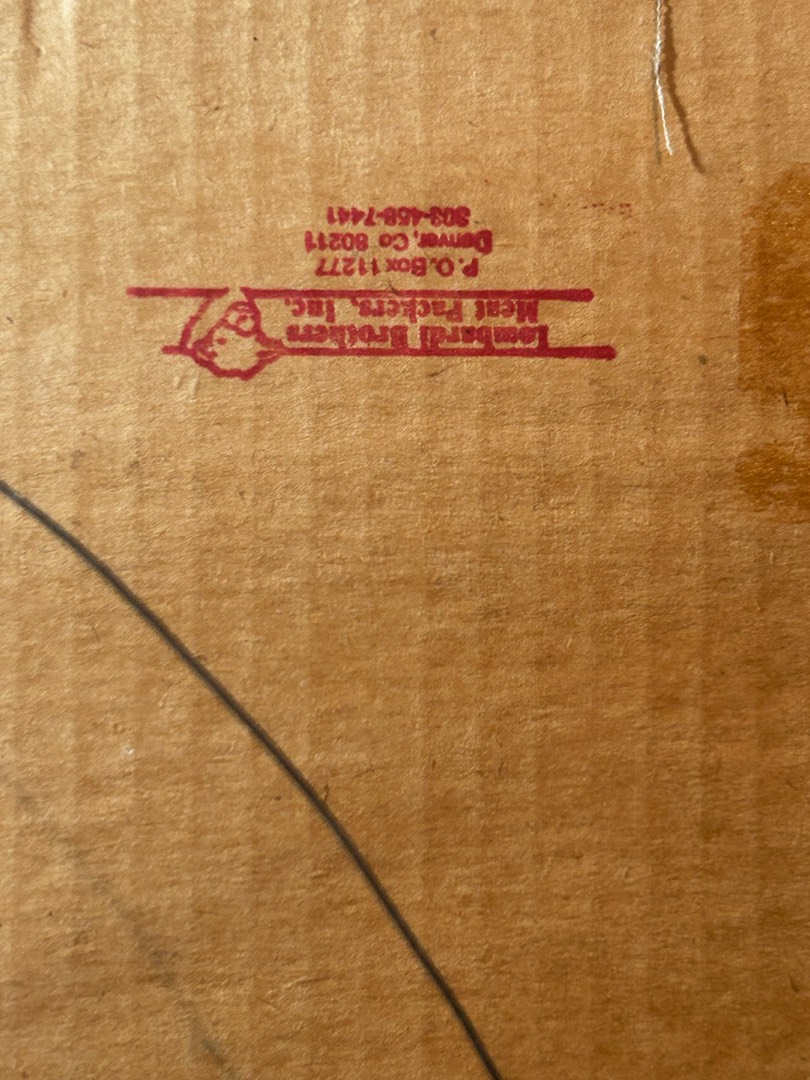 Lombardi Brothers
Meat Packers, Inc.
P.O. Box 11277
Denver, Co 80211
303-458-7441